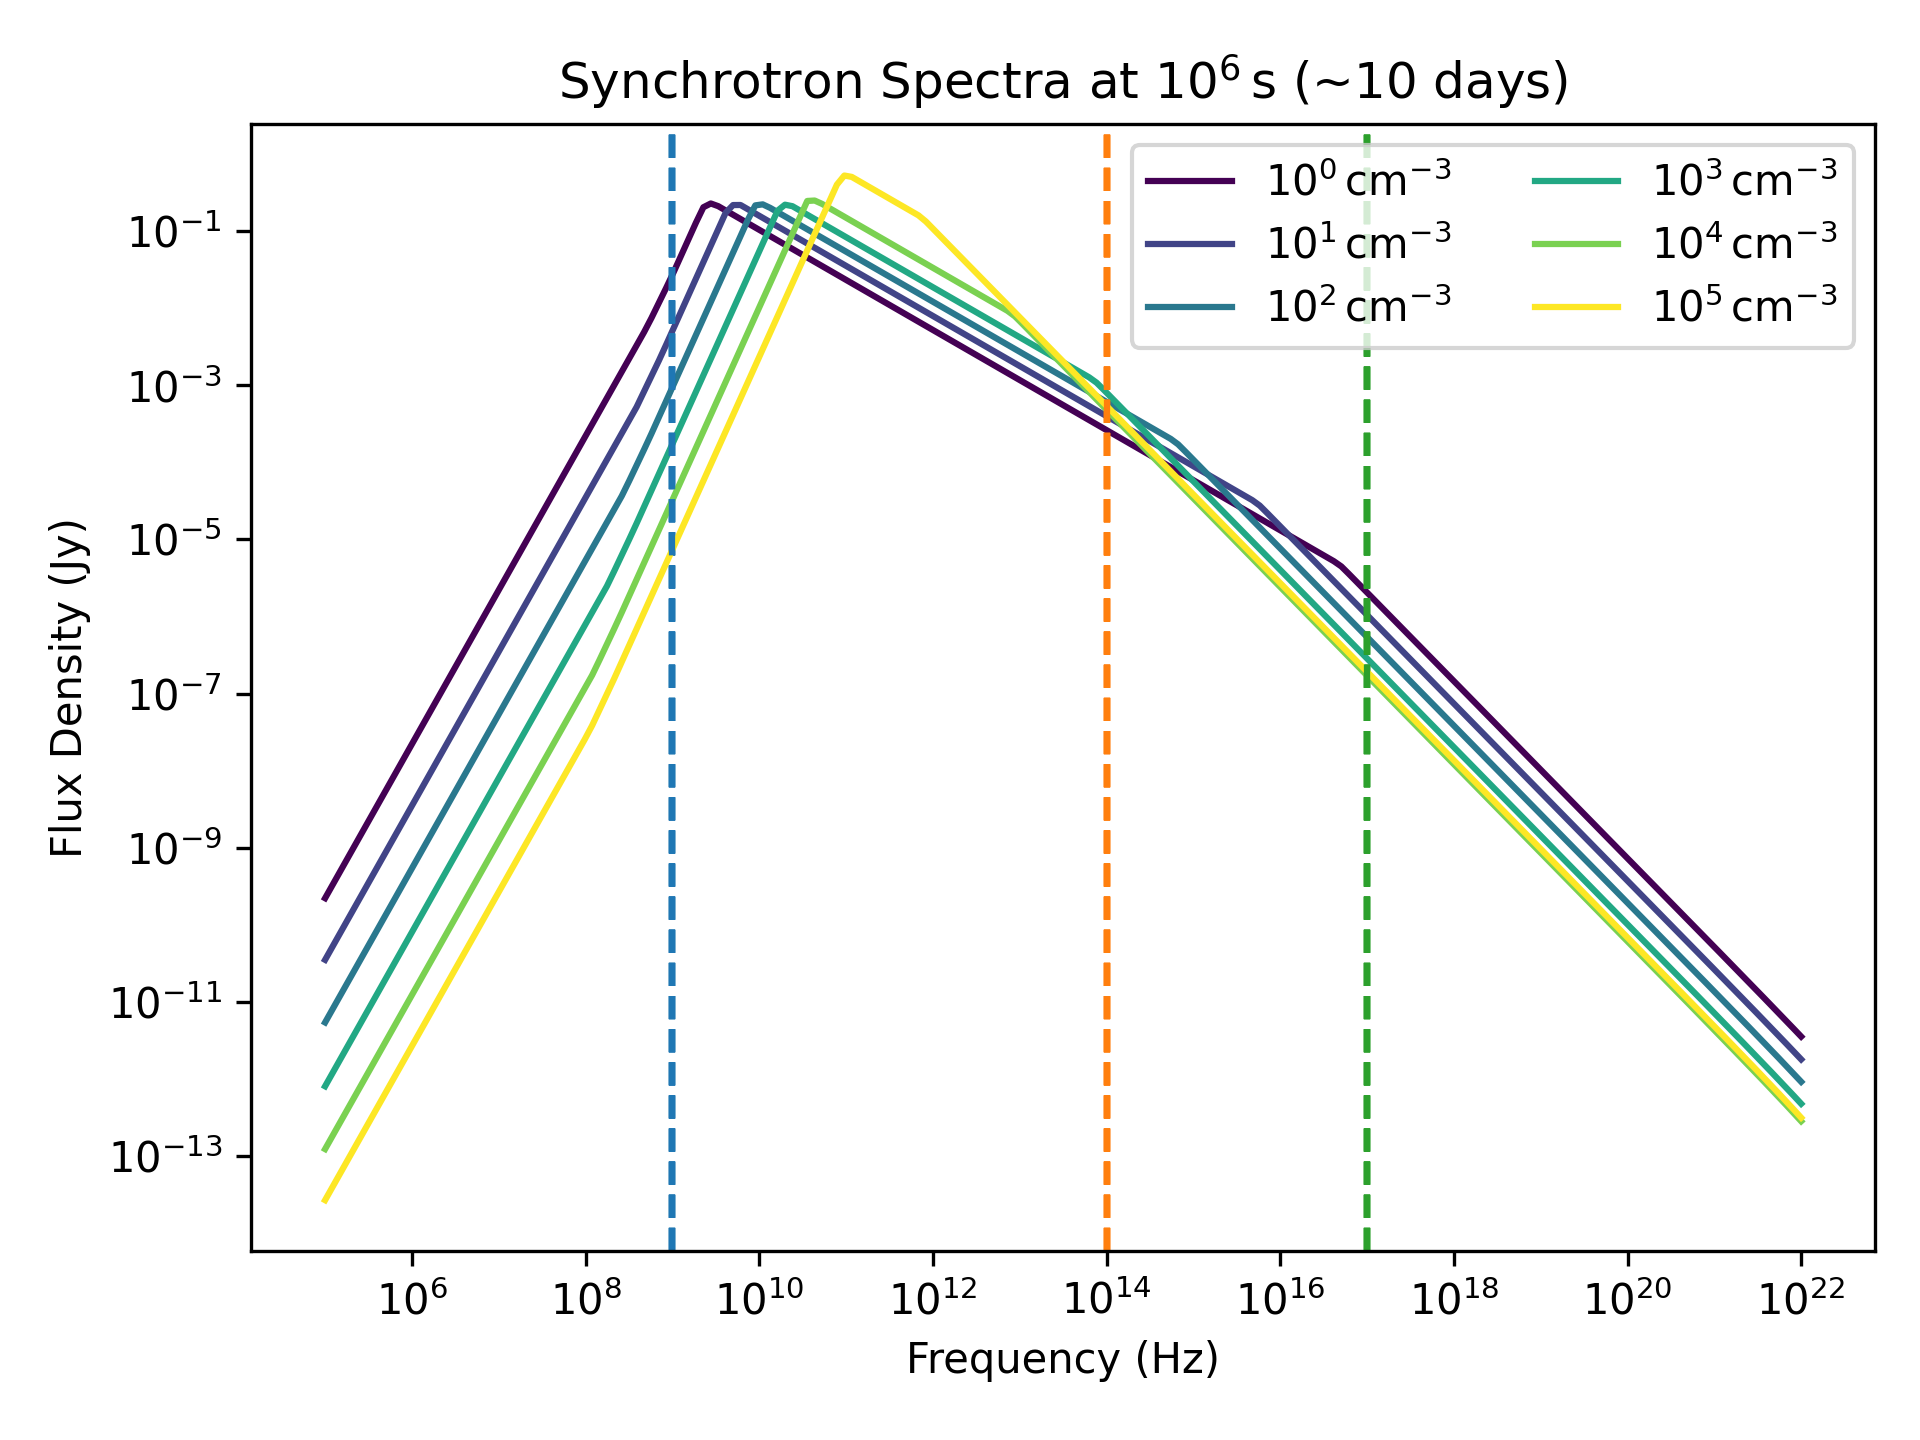 Synchrotron Spectra at 10⁶ s (~10 days)
10⁰ cm⁻³ 10³ cm⁻³
10¹ cm⁻³ 10⁴ cm⁻³
10² cm⁻³ 10⁵ cm⁻³
Flux Density (Jy)
10⁻¹
10⁻³
10⁻⁵
10⁻⁷
10⁻⁹
10⁻¹¹
10⁻¹³
10⁶ 10⁸ 10¹⁰ 10¹² 10¹⁴ 10¹⁶ 10¹⁸ 10²⁰ 10²²
Frequency (Hz)